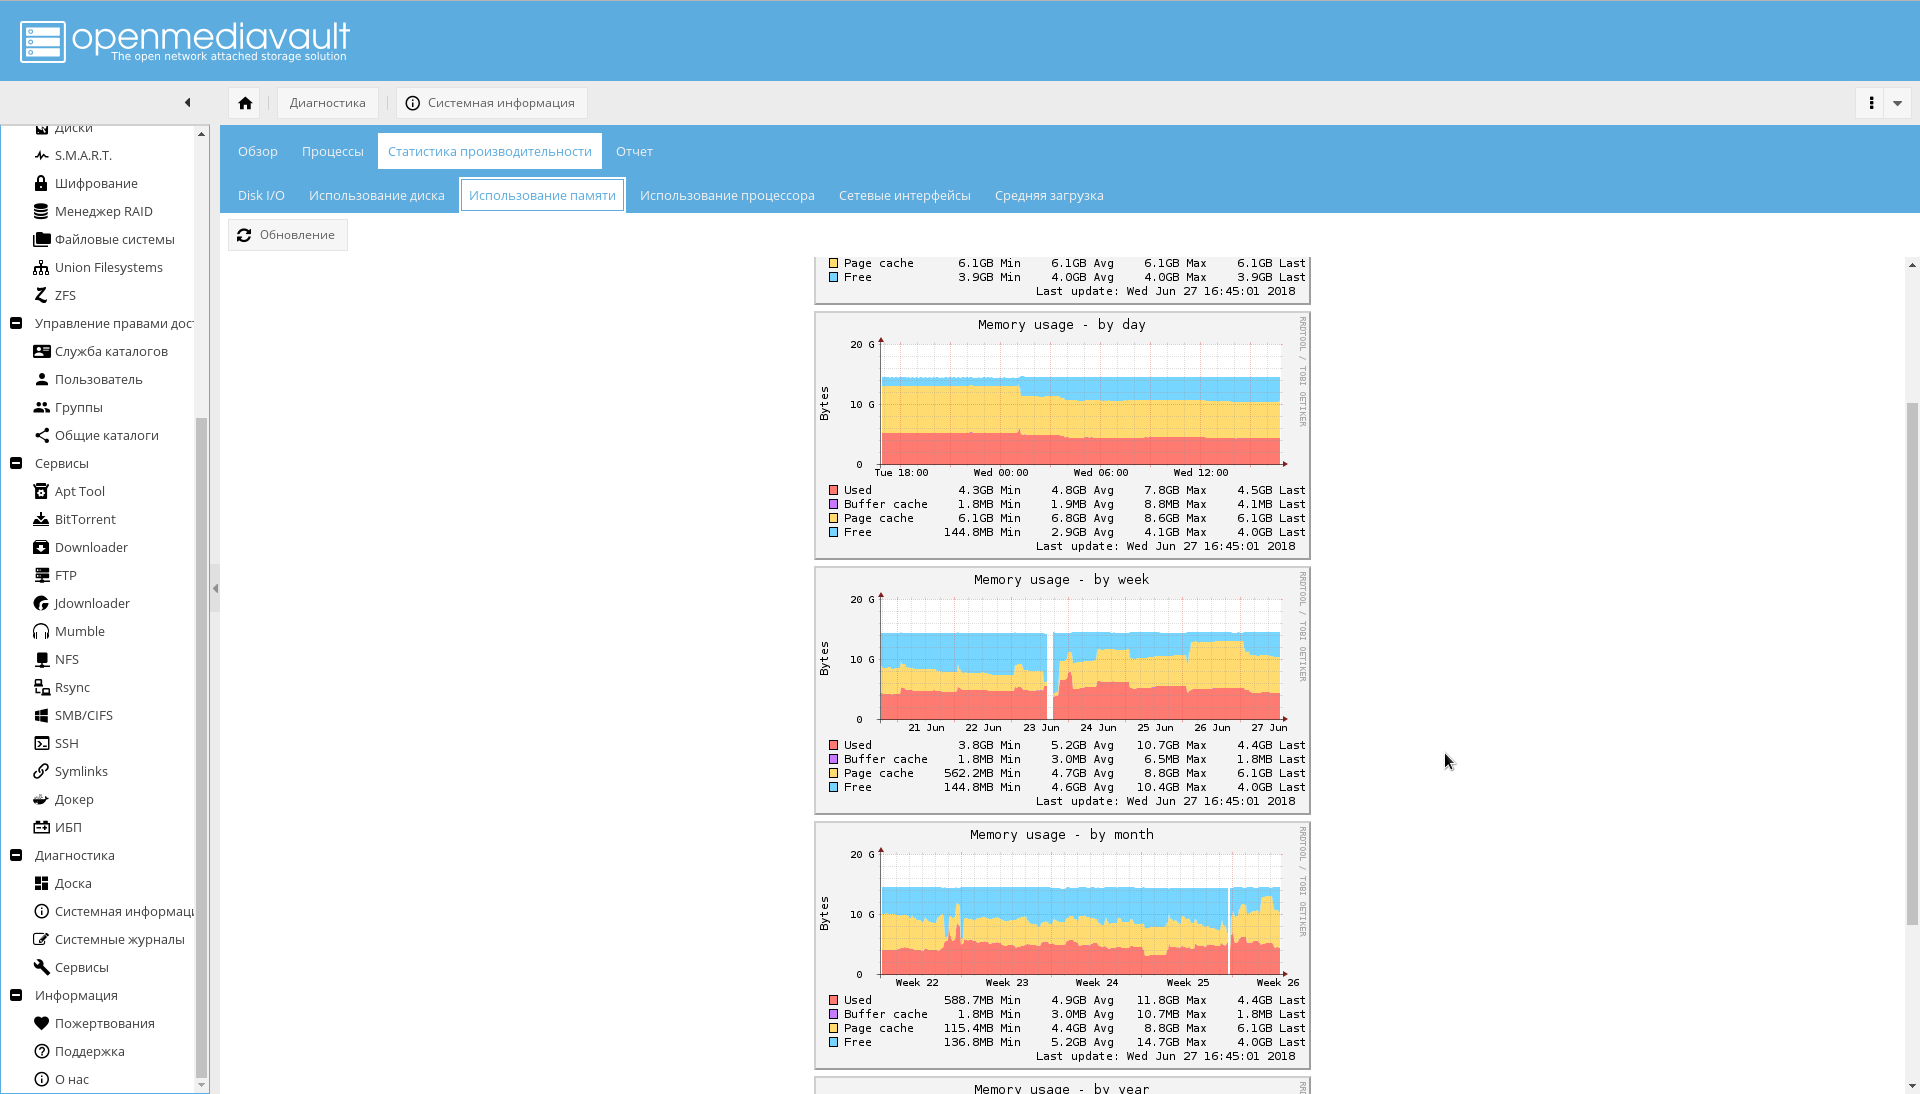 openmediavault
The open network attached storage solution
Диагностика
Системная информация
Диски
S.M.A.R.T.
Шифрование
Менеджер RAID
Файловые системы
Union Filesystems
ZFS
Управление правами дос
Служба каталогов
Пользователь
Группы
Общие каталоги
Сервисы
Apt Tool
BitTorrent
Downloader
FTP
Jdownloader
Mumble
NFS
Rsync
SMB/CIFS
SSH
Symlinks
Докер
ИБП
Диагностика
Доска
Системная информаци
Системные журналы
Сервисы
Информация
Пожертвования
Поддержка
О нас
Обзор Процессы Статистика производительности Отчет
Disk I/O Использование диска Использование памяти Использование процессора Сетевые интерфейсы Средняя загрузка
Обновление
Page cache 6.1GB Min 6.1GB Avg 6.1GB Max 6.1GB Last
Free 3.9GB Min 4.0GB Avg 4.0GB Max 3.9GB Last
Last update: Wed Jun 27 16:45:01 2018
Memory usage - by day
RRDTOOL / TOBI OETIKER
Bytes
20 G
10 G
0
Tue 18:00 Wed 00:00 Wed 06:00 Wed 12:00
Used 4.3GB Min 4.8GB Avg 7.8GB Max 4.5GB Last
Buffer cache 1.8MB Min 1.9MB Avg 8.8MB Max 4.1MB Last
Page cache 6.1GB Min 6.8GB Avg 8.6GB Max 6.1GB Last
Free 144.8MB Min 2.9GB Avg 4.1GB Max 4.0GB Last
Last update: Wed Jun 27 16:45:01 2018
Memory usage - by week
RRDTOOL / TOBI OETIKER
Bytes
20 G
10 G
0
21 Jun 22 Jun 23 Jun 24 Jun 25 Jun 26 Jun 27 Jun
Used 3.8GB Min 5.2GB Avg 10.7GB Max 4.4GB Last
Buffer cache 1.8MB Min 3.0MB Avg 6.5MB Max 1.8MB Last
Page cache 562.2MB Min 4.7GB Avg 8.8GB Max 6.1GB Last
Free 144.8MB Min 4.6GB Avg 10.4GB Max 4.0GB Last
Last update: Wed Jun 27 16:45:01 2018
Memory usage - by month
RRDTOOL / TOBI OETIKER
Bytes
20 G
10 G
0
Week 22 Week 23 Week 24 Week 25 Week 26
Used 588.7MB Min 4.9GB Avg 11.8GB Max 4.4GB Last
Buffer cache 1.8MB Min 3.0MB Avg 10.7MB Max 1.8MB Last
Page cache 115.4MB Min 4.4GB Avg 8.8GB Max 6.1GB Last
Free 136.8MB Min 5.2GB Avg 14.7GB Max 4.0GB Last
Last update: Wed Jun 27 16:45:01 2018
Memory usage - by year
RRD